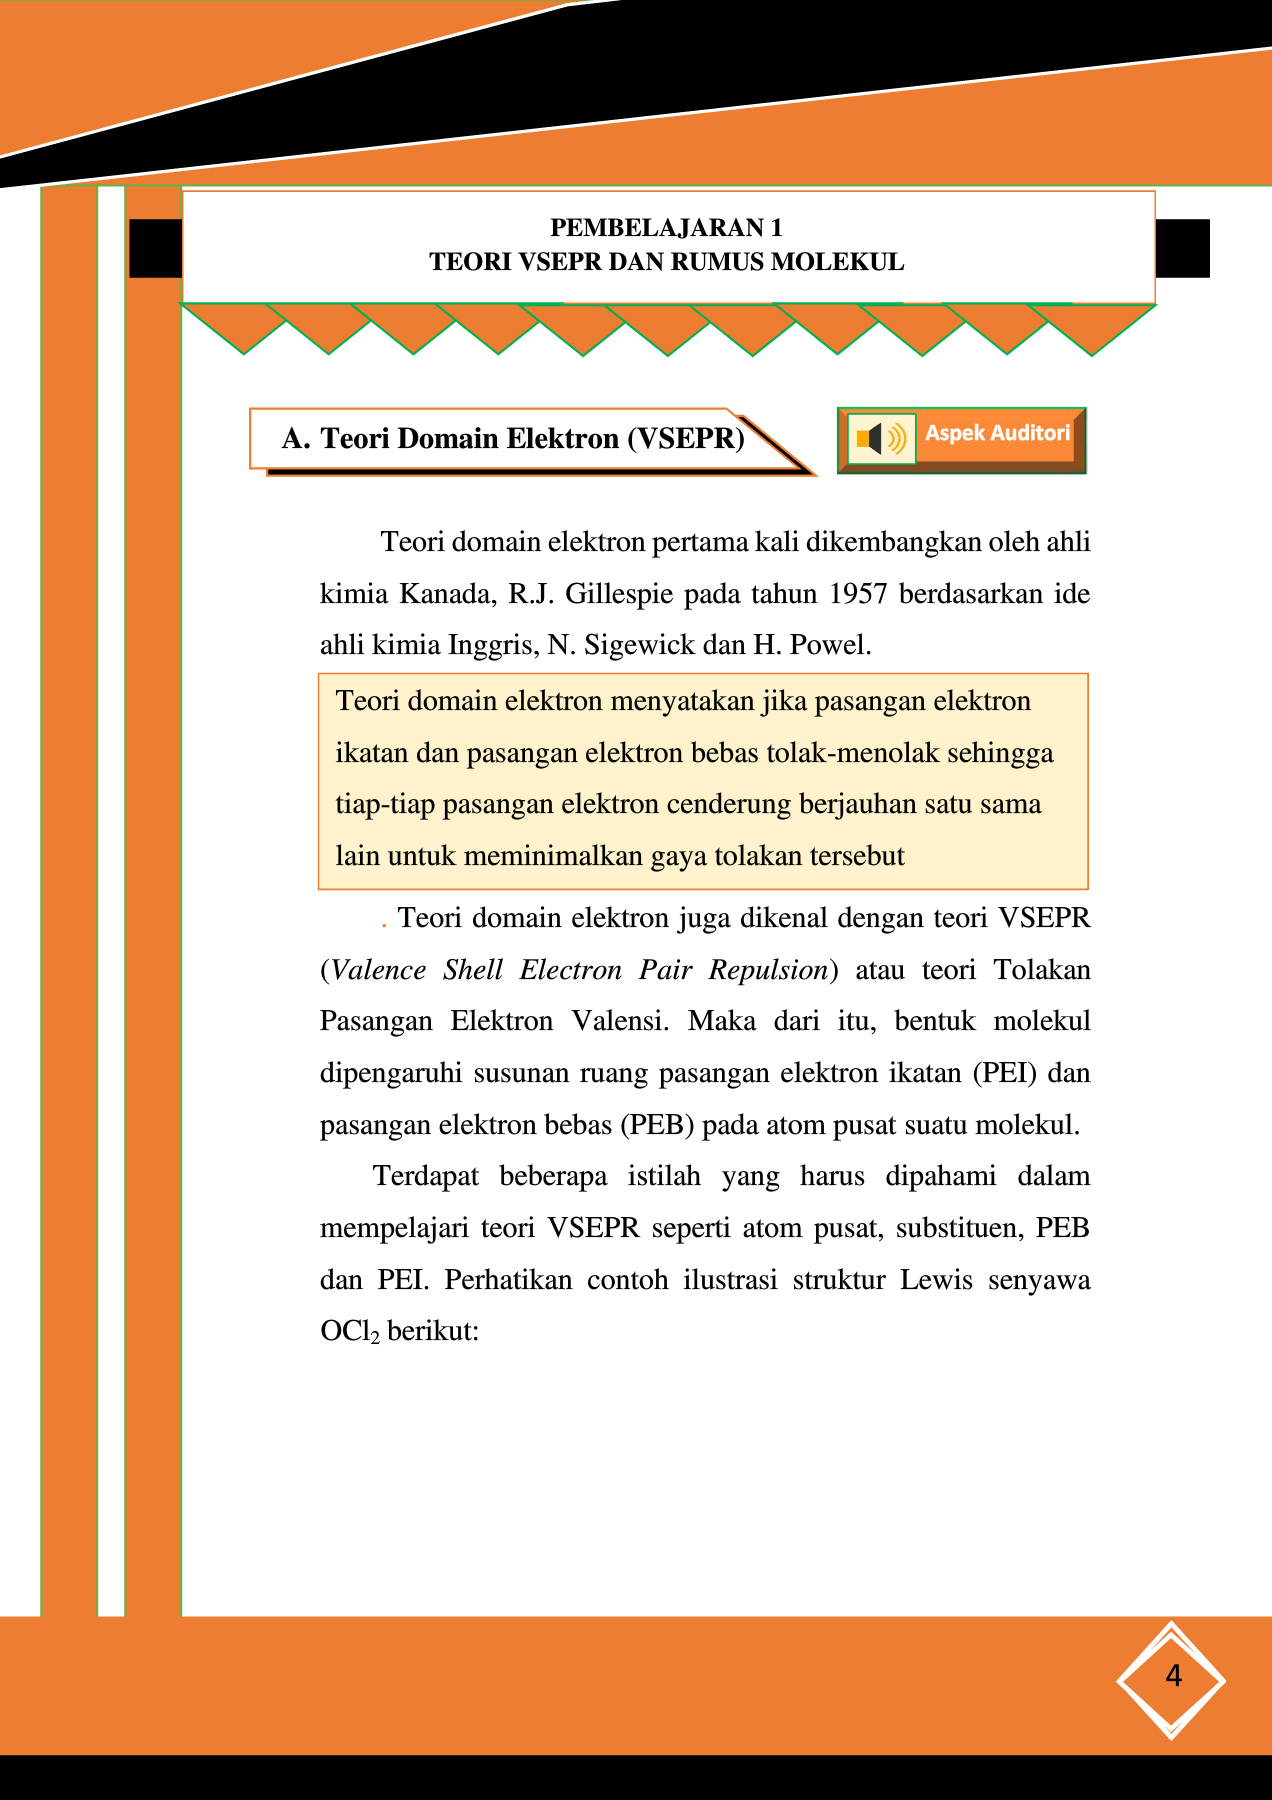 PEMBELAJARAN 1
TEORI VSEPR DAN RUMUS MOLEKUL
A. Teori Domain Elektron (VSEPR)
Aspek Auditori
Teori domain elektron pertama kali dikembangkan oleh ahli
kimia Kanada, R.J. Gillespie pada tahun 1957 berdasarkan ide
ahli kimia Inggris, N. Sigewick dan H. Powel.
Teori domain elektron menyatakan jika pasangan elektron
ikatan dan pasangan elektron bebas tolak-menolak sehingga
tiap-tiap pasangan elektron cenderung berjauhan satu sama
lain untuk meminimalkan gaya tolakan tersebut
. Teori domain elektron juga dikenal dengan teori VSEPR
(Valence Shell Electron Pair Repulsion) atau teori Tolakan
Pasangan Elektron Valensi. Maka dari itu, bentuk molekul
dipengaruhi susunan ruang pasangan elektron ikatan (PEI) dan
pasangan elektron bebas (PEB) pada atom pusat suatu molekul.
Terdapat beberapa istilah yang harus dipahami dalam
mempelajari teori VSEPR seperti atom pusat, substituen, PEB
dan PEI. Perhatikan contoh ilustrasi struktur Lewis senyawa
OCl₂ berikut:
4